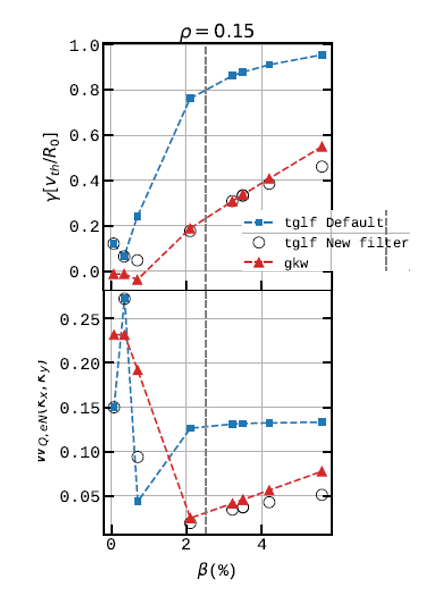 ρ = 0.15
1.0
0.8
0.6
0.4
0.2
0.0
γ[v_th/R_0]
tglf Default
tglf New filter
gkw
0.25
0.20
0.15
0.10
0.05
0 2 4
β(%)